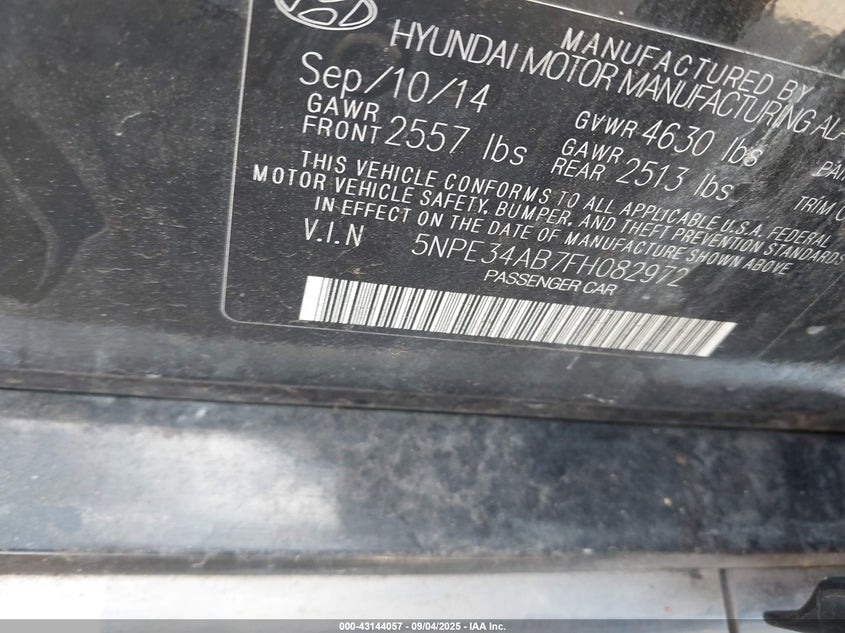 MANUFACTURED BY
HYUNDAI MOTOR MANUFACTURING
Sep/10/14
GAWR FRONT 2557 lbs
GVWR 4630 lbs
GAWR REAR 2513 lbs
TRIM
THIS VEHICLE CONFORMS TO ALL APPLICABLE U.S.A. FEDERAL
MOTOR VEHICLE SAFETY, BUMPER, AND THEFT PREVENTION STANDARDS
IN EFFECT ON THE DATE OF MANUFACTURE SHOWN ABOVE
V.I.N 5NPE34AB7FH082972
PASSENGER CAR
000-43144057 - 09/04/2025 - IAA Inc.